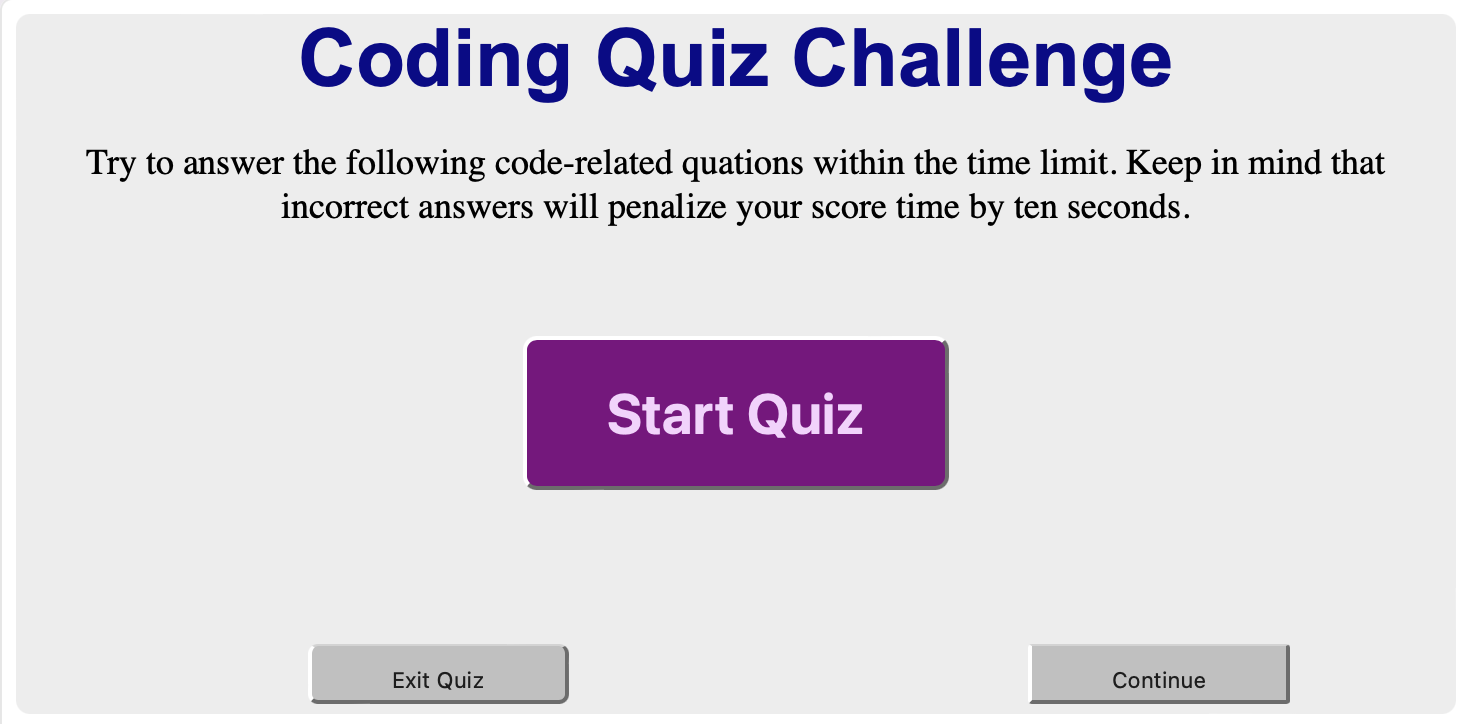 Coding Quiz Challenge
Try to answer the following code-related quations within the time limit. Keep in mind that
incorrect answers will penalize your score time by ten seconds.
Start Quiz
Exit Quiz
Continue